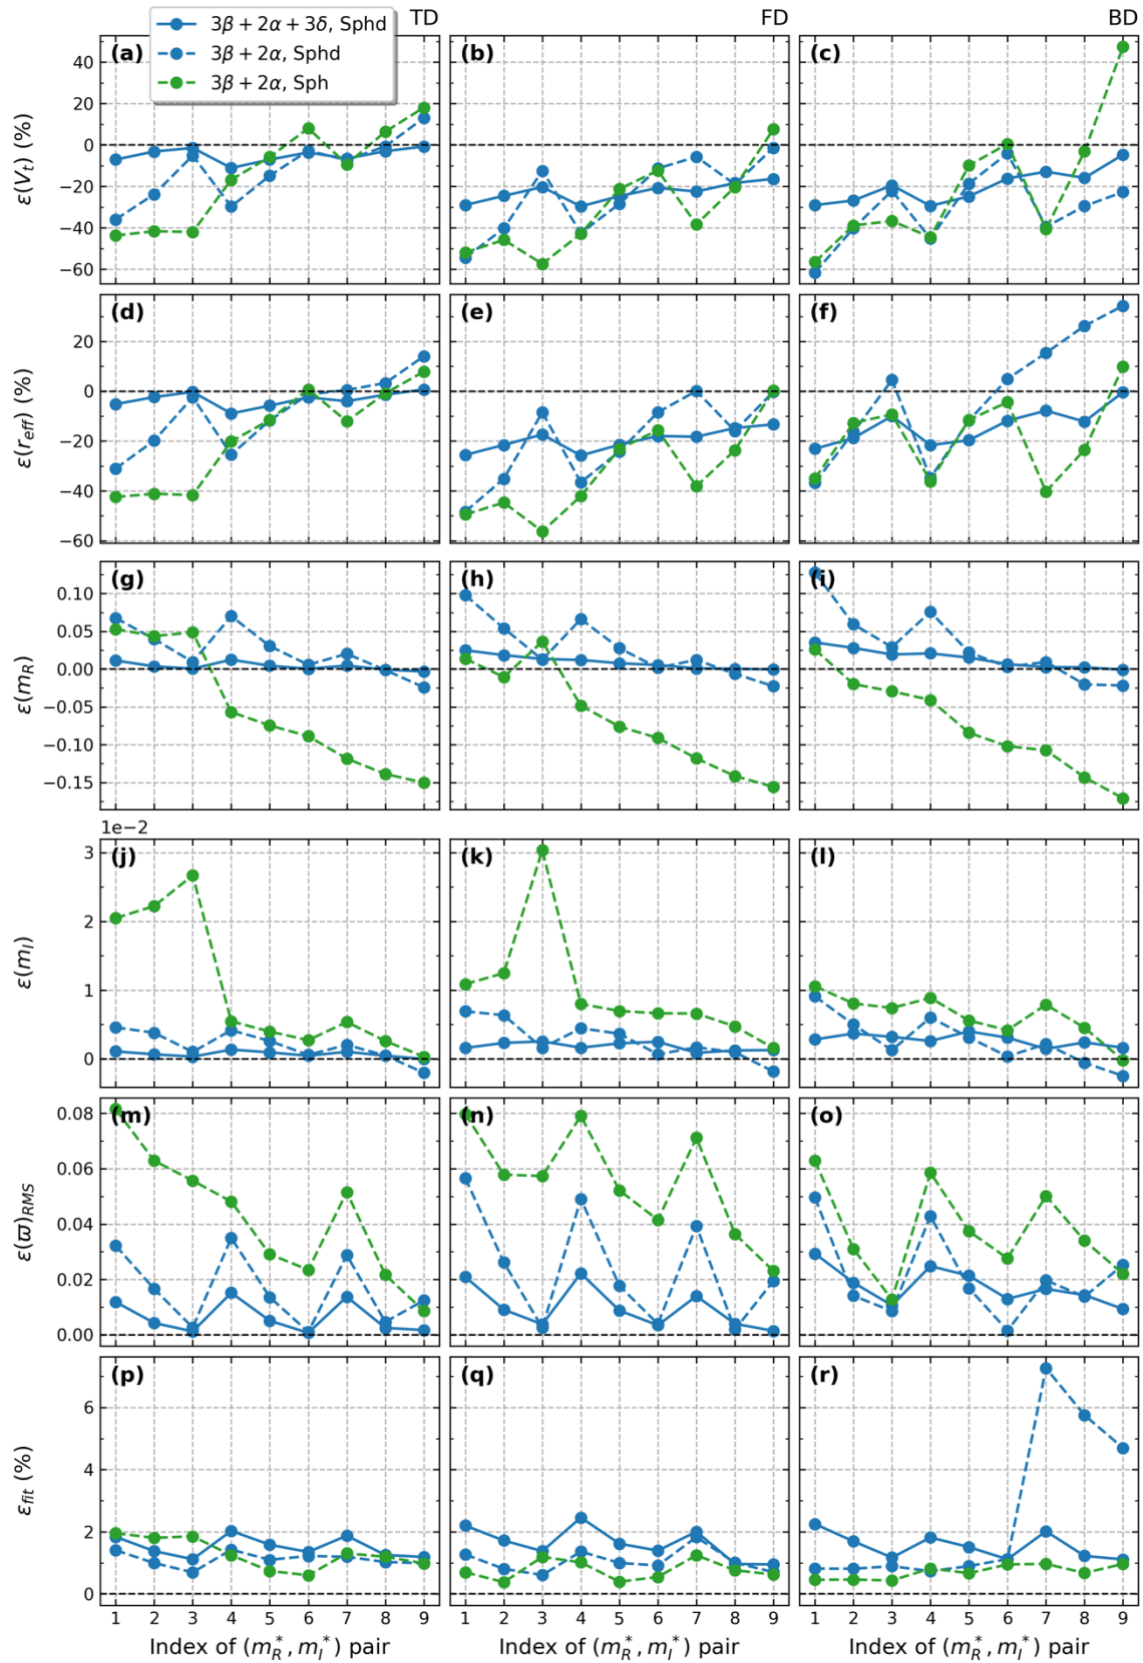 TD FD BD
3β + 2α + 3δ, Sphd
3β + 2α, Sphd
3β + 2α, Sph
(a) (b) (c)
ε(V_t) (%)
40
20
0
−20
−40
−60
(d) (e) (f)
ε(r_eff) (%)
20
0
−20
−40
−60
(g) (h) (i)
ε(m_R)
0.10
0.05
0.00
−0.05
−0.10
−0.15
1e−2
(j) (k) (l)
ε(m_I)
3
2
1
0
(m) (n) (o)
ε(ϖ)_RMS
0.08
0.06
0.04
0.02
0.00
(p) (q) (r)
ε_fit (%)
6
4
2
0
1 2 3 4 5 6 7 8 9 1 2 3 4 5 6 7 8 9 1 2 3 4 5 6 7 8 9
Index of (m_R^*, m_I^*) pair Index of (m_R^*, m_I^*) pair Index of (m_R^*, m_I^*) pair